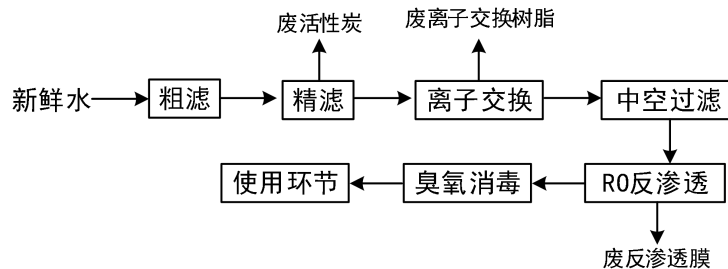 废活性炭
废离子交换树脂
新鲜水
粗滤
精滤
离子交换
中空过滤
使用环节
臭氧消毒
RO反渗透
废反渗透膜